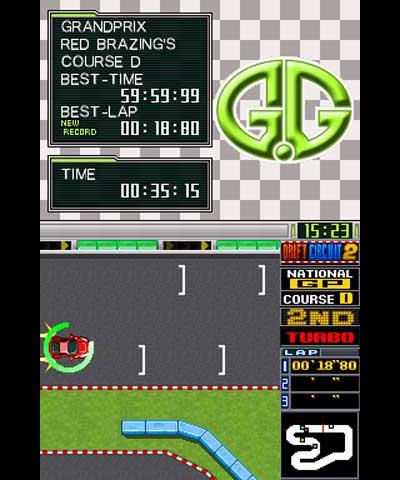 GRANDPRIX
RED BRAZING'S
COURSE D
BEST-TIME
59:59:99
BEST-LAP
NEW RECORD 00:18:80
TIME
00:35:15
G.G
15:23
DRIFT CIRCUIT 2
NATIONAL
GP
COURSE D
2ND
TURBO
LAP
1 00'18"80
2 ' "
3 ' "